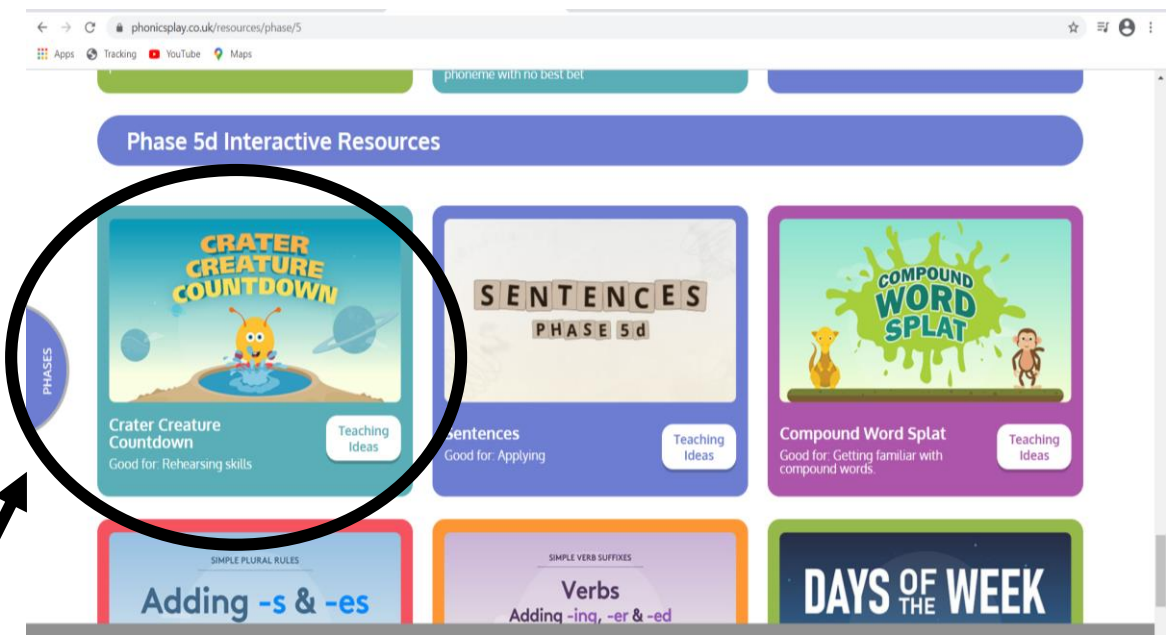 phonicsplay.co.uk/resources/phase/5
Apps Tracking YouTube Maps
phoneme with no best bet
Phase 5d Interactive Resources
CRATER
CREATURE
COUNTDOWN
Crater Creature
Countdown
Good for: Rehearsing skills
Teaching
Ideas
SENTENCES
PHASE 5d
Sentences
Good for: Applying
Teaching
Ideas
COMPOUND
WORD
SPLAT
Compound Word Splat
Good for: Getting familiar with
compound words.
Teaching
Ideas
PHASES
SIMPLE PLURAL RULES
Adding -s & -es
SIMPLE VERB SUFFIXES
Verbs
Adding -ing, -er & -ed
DAYS OF THE WEEK